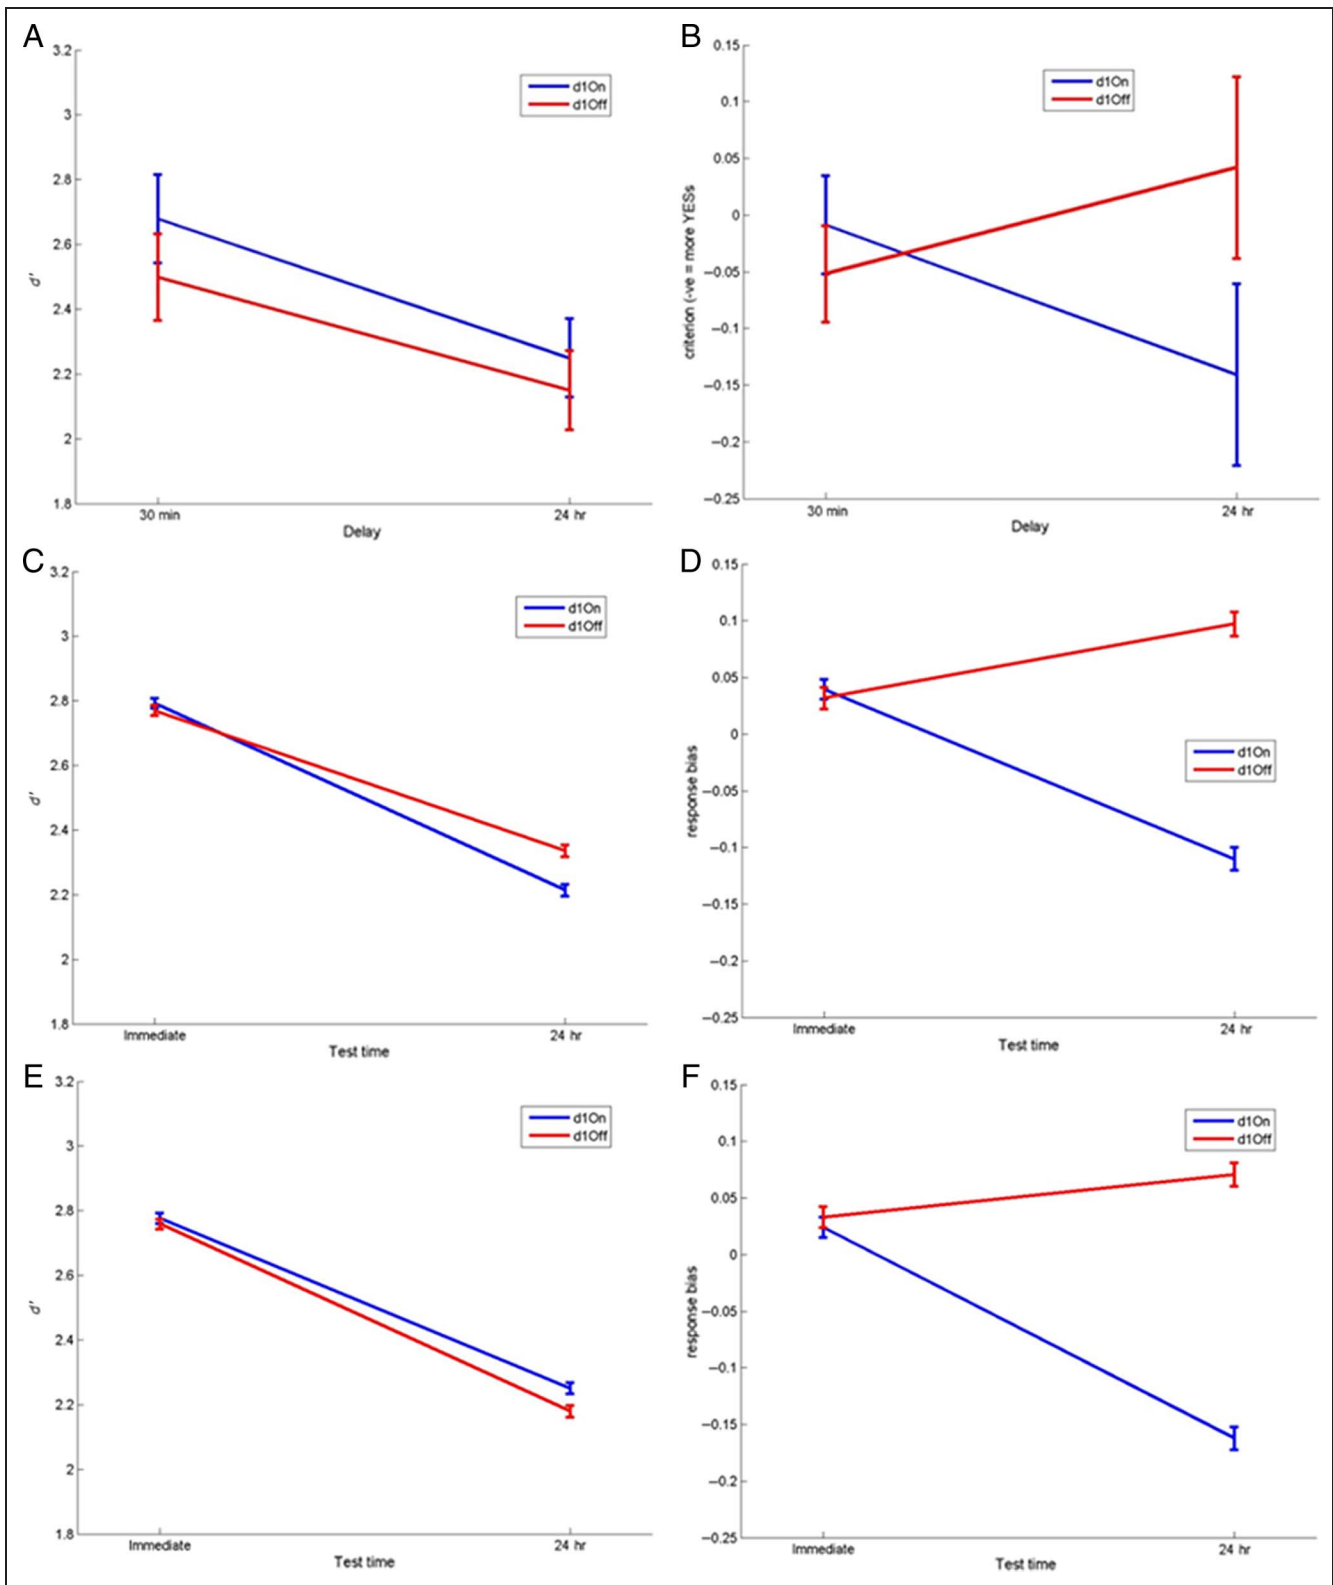 A
3.2
3
2.8
2.6
2.4
2.2
2
1.8
d'
d1On
d1Off
30 min
24 hr
Delay
B
0.15
0.1
0.05
0
−0.05
−0.1
−0.15
−0.2
−0.25
criterion (-ve = more YESs
d1On
d1Off
30 min
24 hr
Delay
C
3.2
3
2.8
2.6
2.4
2.2
2
1.8
d'
d1On
d1Off
Immediate
24 hr
Test time
D
0.15
0.1
0.05
0
−0.05
−0.1
−0.15
−0.2
−0.25
response bias
d1On
d1Off
Immediate
24 hr
Test time
E
3.2
3
2.8
2.6
2.4
2.2
2
1.8
d'
d1On
d1Off
Immediate
24 hr
Test time
F
0.15
0.1
0.05
0
−0.05
−0.1
−0.15
−0.2
−0.25
response bias
d1On
d1Off
Immediate
24 hr
Test time